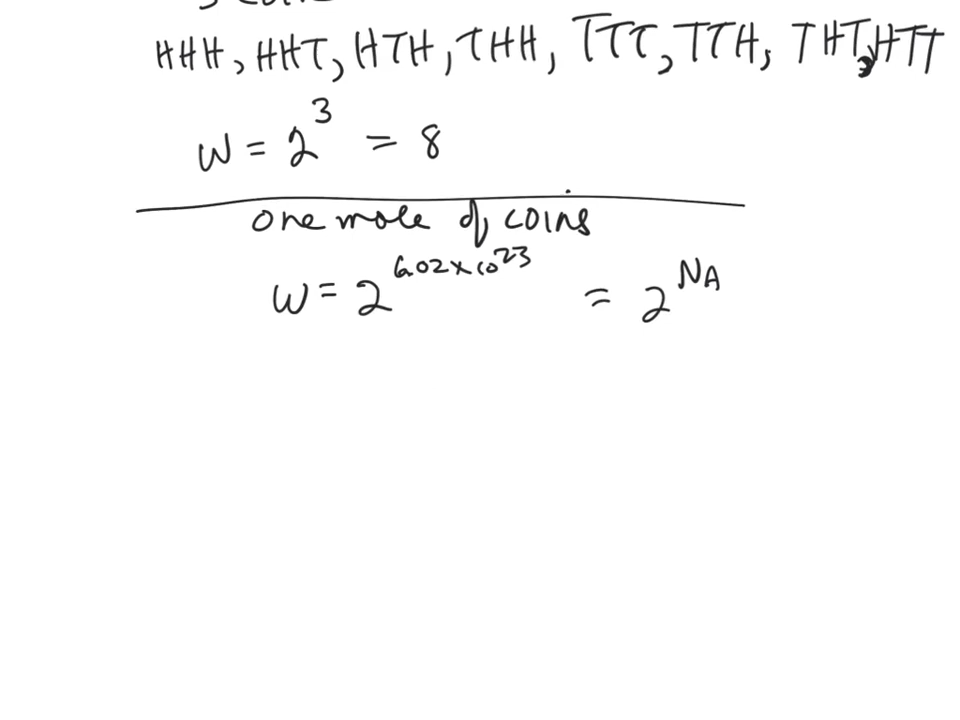 HHH, HHT, HTH, THH, TTT, TTH, THT, HTT
W = 2^3 = 8
one mole of coins
W = 2^6.02×10^23 = 2^NA